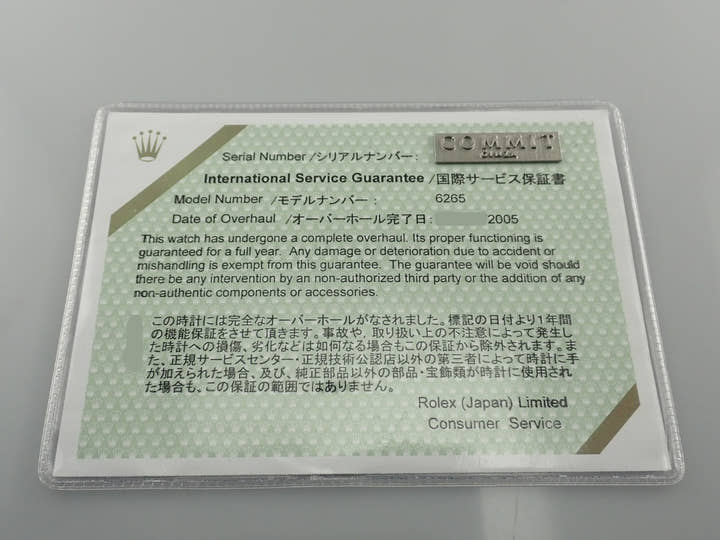 Serial Number /シリアルナンバー:
COMMIT
GINZA
International Service Guarantee /国際サービス保証書
Model Number /モデルナンバー: 6265
Date of Overhaul /オーバーホール完了日: 2005
This watch has undergone a complete overhaul. Its proper functioning is
guaranteed for a full year. Any damage or deterioration due to accident or
mishandling is exempt from this guarantee. The guarantee will be void should
there be any intervention by an non-authorized third party or the addition of any
non-authentic components or accessories.
この時計には完全なオーバーホールがなされました。標記の日付より1年間
の機能保証をさせて頂きます。事故や、取り扱い上の不注意によって発生し
た時計への損傷、劣化などは如何なる場合もこの保証から除外されます。ま
た、正規サービスセンター・正規技術公認店以外の第三者によって時計に手
が加えられた場合、及び、純正部品以外の部品・宝飾類が時計に使用され
た場合も、この保証の範囲ではありません。
Rolex (Japan) Limited
Consumer Service